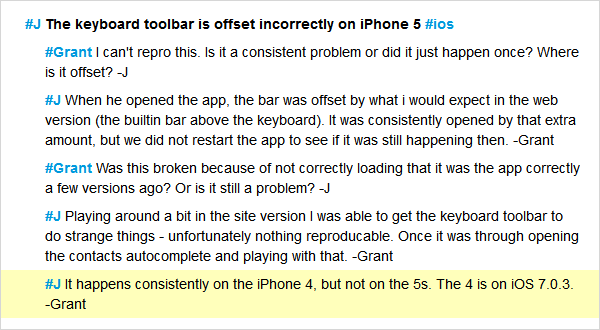 #J The keyboard toolbar is offset incorrectly on iPhone 5 #ios
#Grant I can't repro this. Is it a consistent problem or did it just happen once? Where
is it offset? -J
#J When he opened the app, the bar was offset by what i would expect in the web
version (the builtin bar above the keyboard). It was consistently opened by that extra
amount, but we did not restart the app to see if it was still happening then. -Grant
#Grant Was this broken because of not correctly loading that it was the app correctly
a few versions ago? Or is it still a problem? -J
#J Playing around a bit in the site version I was able to get the keyboard toolbar to
do strange things - unfortunately nothing reproducable. Once it was through opening
the contacts autocomplete and playing with that. -Grant
#J It happens consistently on the iPhone 4, but not on the 5s. The 4 is on iOS 7.0.3.
-Grant